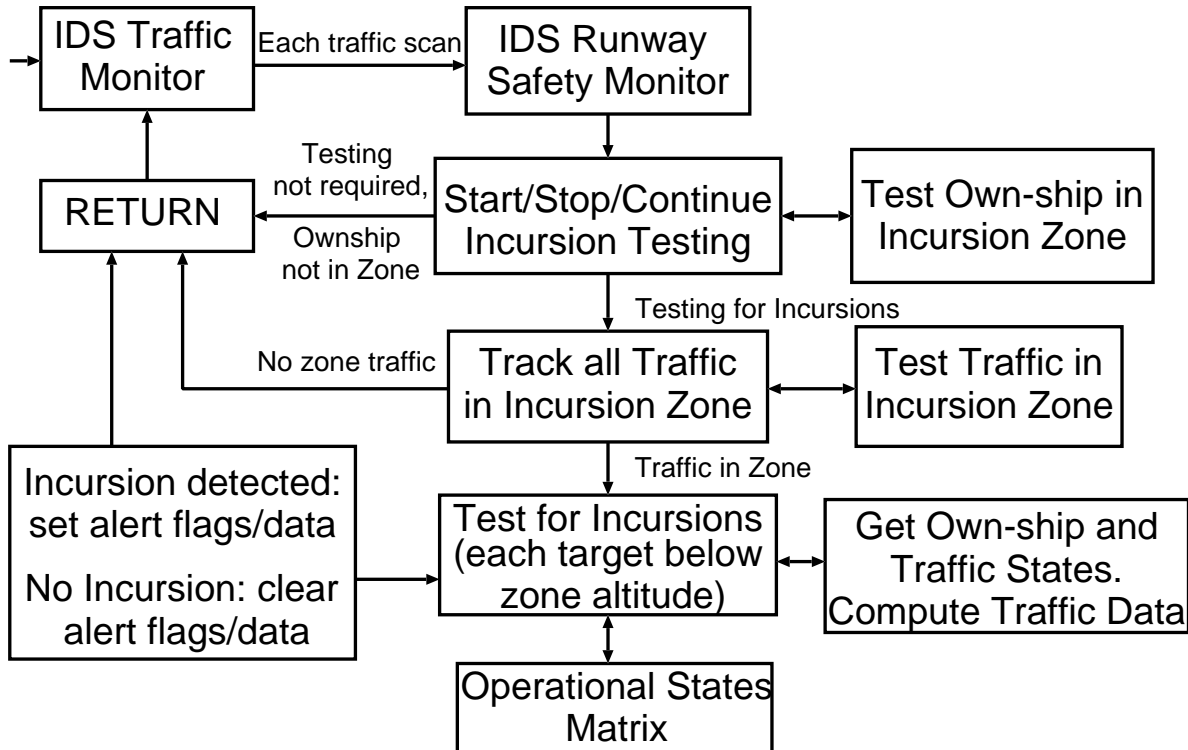 IDS Traffic
Monitor
Each traffic scan
IDS Runway
Safety Monitor
Testing
not required,
Ownship
not in Zone
RETURN
Start/Stop/Continue
Incursion Testing
Test Own-ship in
Incursion Zone
Testing for Incursions
No zone traffic
Track all Traffic
in Incursion Zone
Test Traffic in
Incursion Zone
Traffic in Zone
Incursion detected:
set alert flags/data
No Incursion: clear
alert flags/data
Test for Incursions
(each target below
zone altitude)
Get Own-ship and
Traffic States.
Compute Traffic Data
Operational States
Matrix